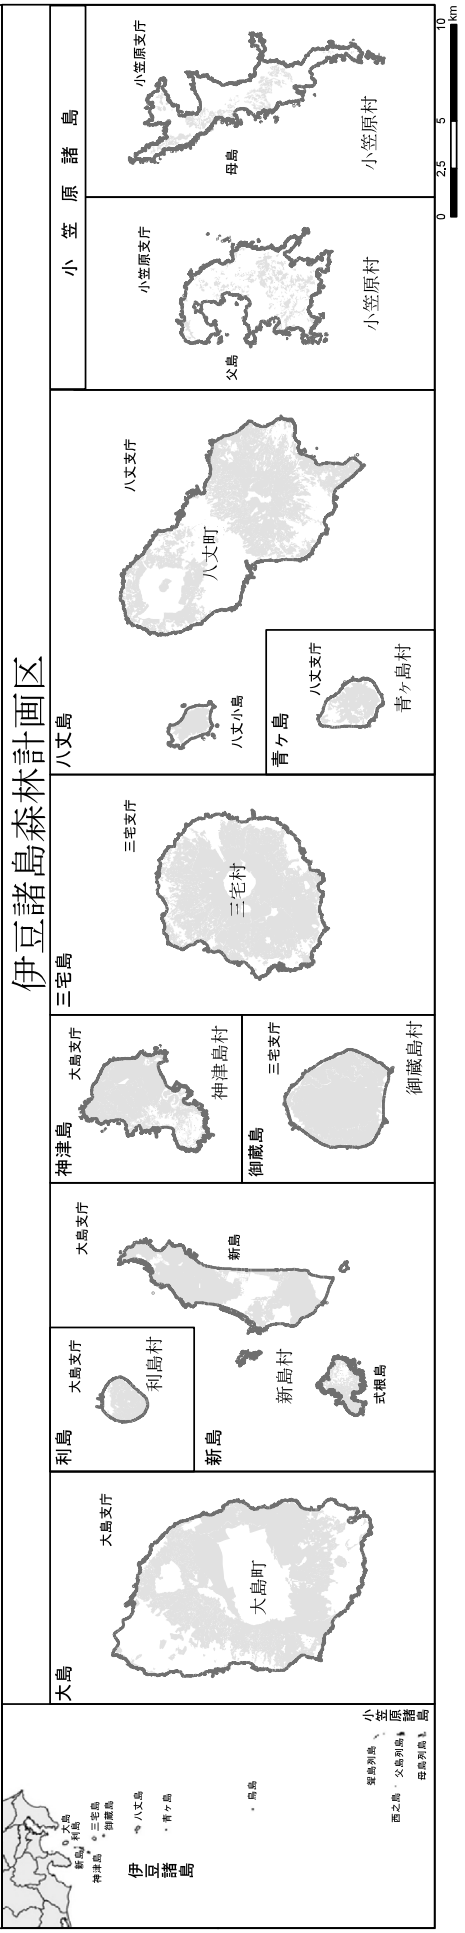 伊豆諸島森林計画区
大島
利島
新島
三宅島
神津島
御蔵島
八丈島
青ヶ島
伊豆諸島
鳥島
聟島列島
西之島
父島列島
母島列島
小笠原諸島
大島
大島支庁
大島町
利島
大島支庁
利島村
新島
大島支庁
新島
新島村
式根島
神津島
大島支庁
神津島村
御蔵島
三宅支庁
御蔵島村
三宅島
三宅支庁
三宅村
八丈島
八丈支庁
八丈町
八丈小島
青ヶ島
八丈支庁
青ヶ島村
小笠原諸島
小笠原支庁
父島
小笠原村
小笠原支庁
母島
小笠原村
0 2.5 5 10
km